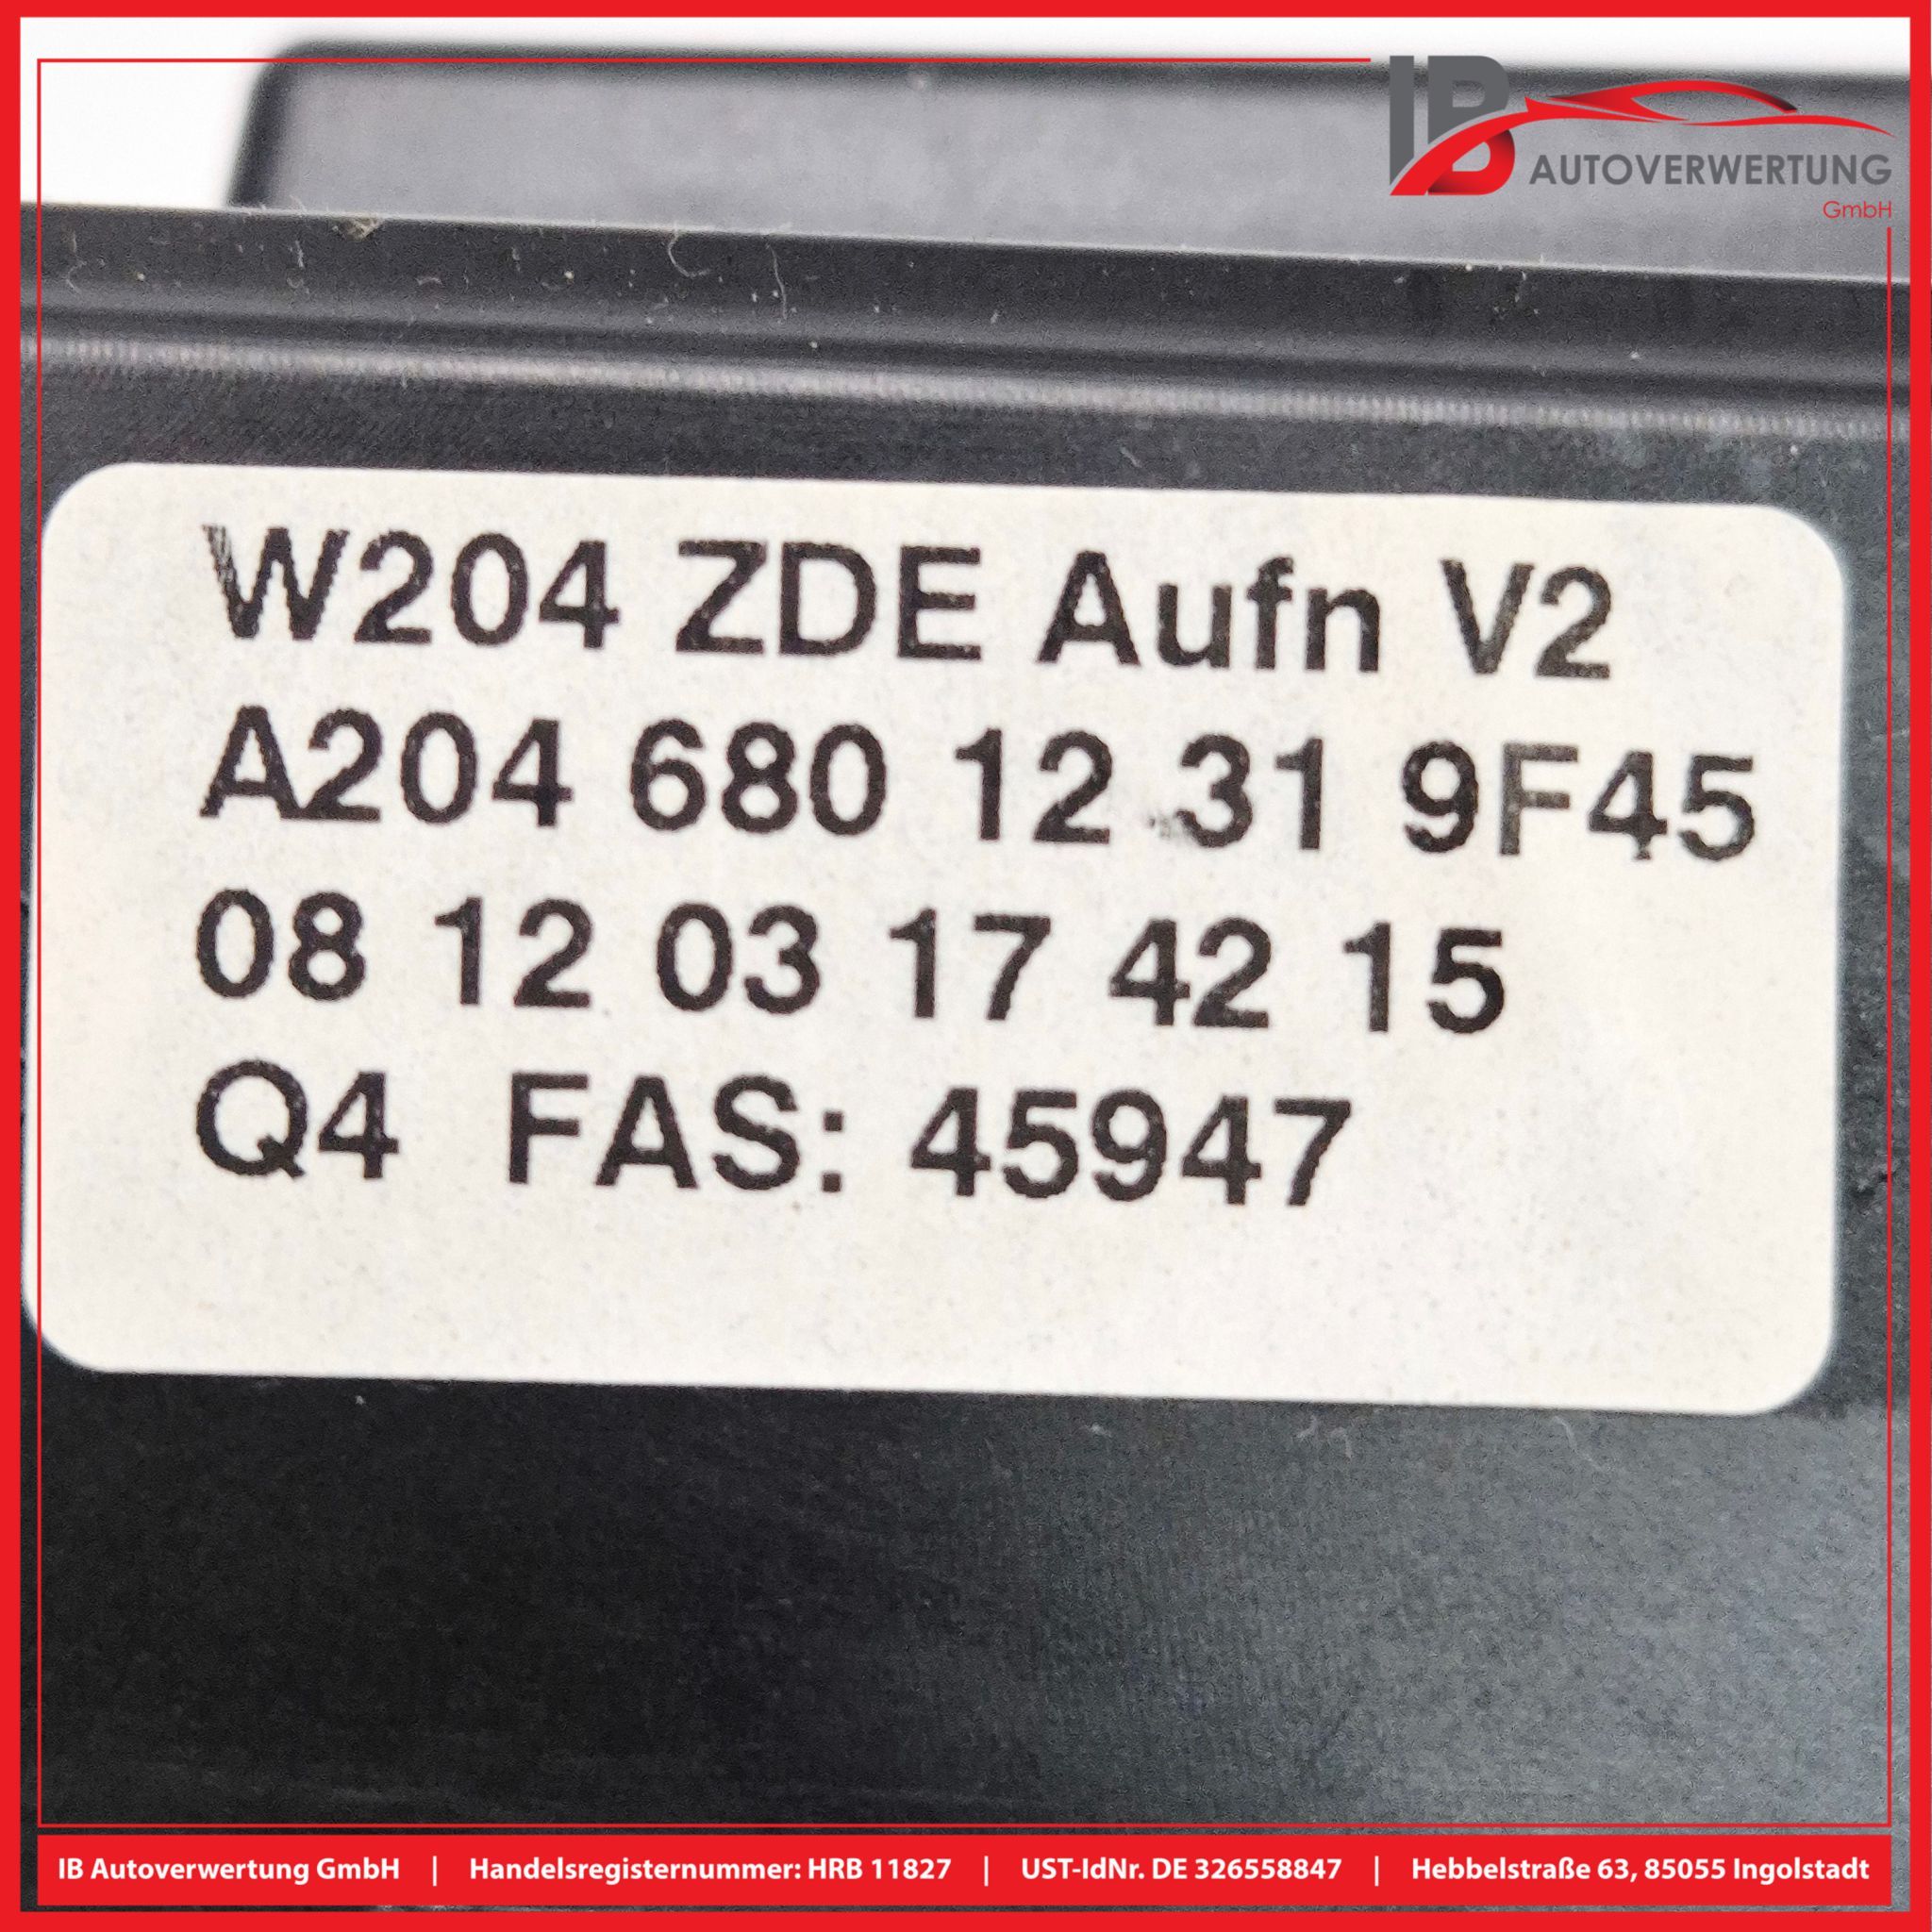 IB
AUTOVERWERTUNG
GmbH
W204 ZDE Aufn V2
A204 680 12 31 9F45
08 12 03 17 42 15
Q4 FAS: 45947
IB Autoverwertung GmbH | Handelsregisternummer: HRB 11827 | UST-IdNr. DE 326558847 | Hebbelstraße 63, 85055 Ingolstadt